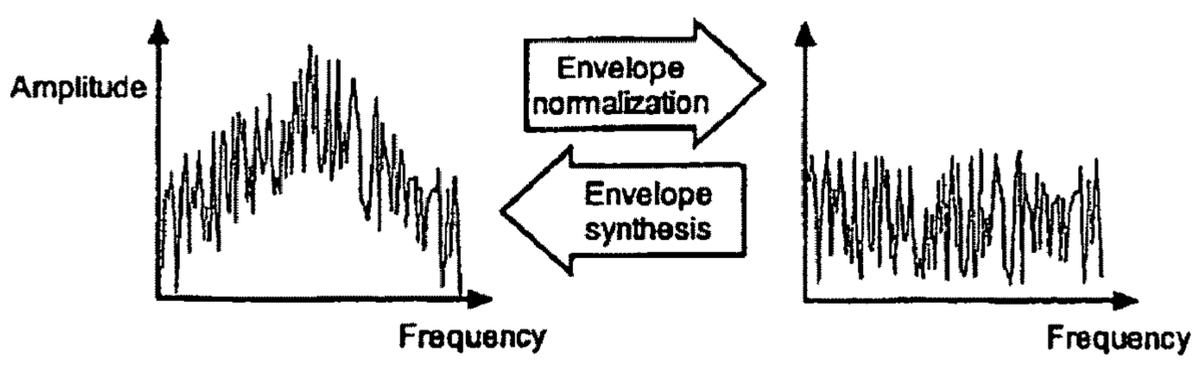 Amplitude
Envelope
normalization
Envelope
synthesis
Frequency
Frequency